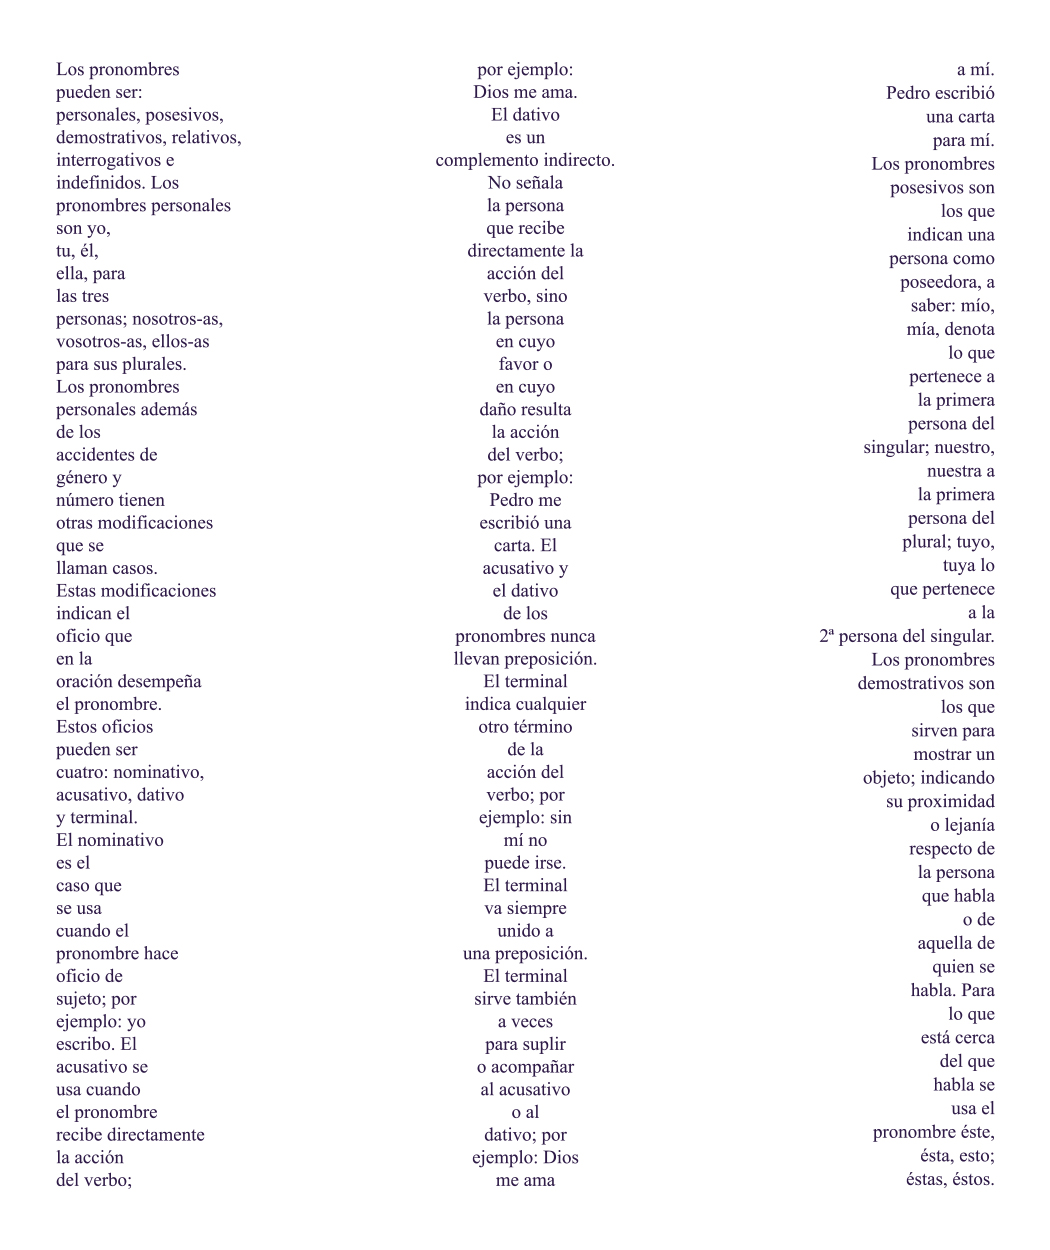 Los pronombres
pueden ser:
personales, posesivos,
demostrativos, relativos,
interrogativos e
indefinidos. Los
pronombres personales
son yo,
tu, él,
ella, para
las tres
personas; nosotros-as,
vosotros-as, ellos-as
para sus plurales.
Los pronombres
personales además
de los
accidentes de
género y
número tienen
otras modificaciones
que se
llaman casos.
Estas modificaciones
indican el
oficio que
en la
oración desempeña
el pronombre.
Estos oficios
pueden ser
cuatro: nominativo,
acusativo, dativo
y terminal.
El nominativo
es el
caso que
se usa
cuando el
pronombre hace
oficio de
sujeto; por
ejemplo: yo
escribo. El
acusativo se
usa cuando
el pronombre
recibe directamente
la acción
del verbo;
por ejemplo:
Dios me ama.
El dativo
es un
complemento indirecto.
No señala
la persona
que recibe
directamente la
acción del
verbo, sino
la persona
en cuyo
favor o
en cuyo
daño resulta
la acción
del verbo;
por ejemplo:
Pedro me
escribió una
carta. El
acusativo y
el dativo
de los
pronombres nunca
llevan preposición.
El terminal
indica cualquier
otro término
de la
acción del
verbo; por
ejemplo: sin
mí no
puede irse.
El terminal
va siempre
unido a
una preposición.
El terminal
sirve también
a veces
para suplir
o acompañar
al acusativo
o al
dativo; por
ejemplo: Dios
me ama
a mí.
Pedro escribió
una carta
para mí.
Los pronombres
posesivos son
los que
indican una
persona como
poseedora, a
saber: mío,
mía, denota
lo que
pertenece a
la primera
persona del
singular; nuestro,
nuestra a
la primera
persona del
plural; tuyo,
tuya lo
que pertenece
a la
2ª persona del singular.
Los pronombres
demostrativos son
los que
sirven para
mostrar un
objeto; indicando
su proximidad
o lejanía
respecto de
la persona
que habla
o de
aquella de
quien se
habla. Para
lo que
está cerca
del que
habla se
usa el
pronombre éste,
ésta, esto;
éstas, éstos.